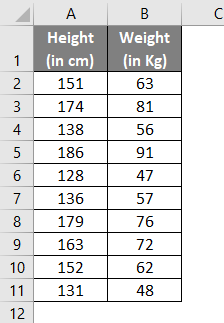 A B C
Height Weight
1 (in cm) (in Kg)
2 151 63
3 174 81
4 138 56
5 186 91
6 128 47
7 136 57
8 179 76
9 163 72
10 152 62
11 131 48
12